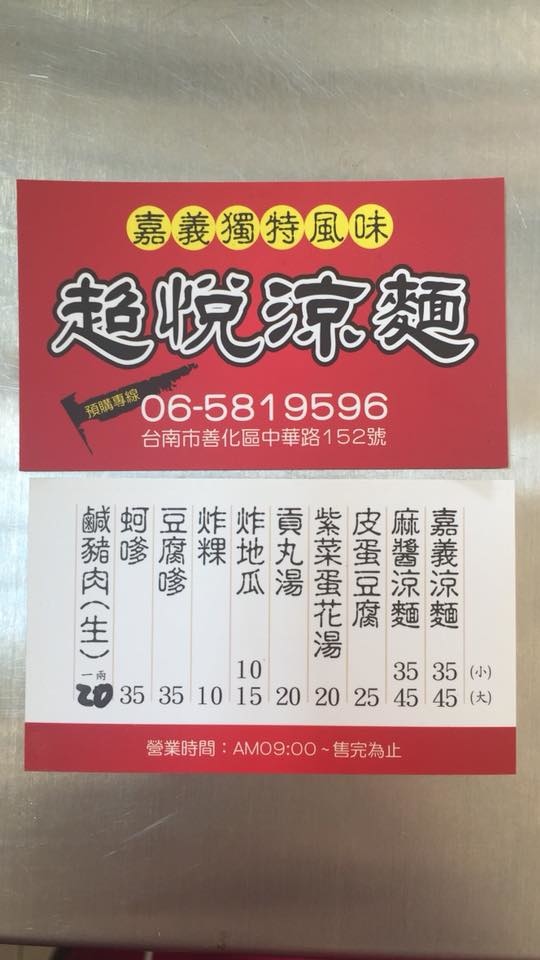 嘉義獨特風味
超悅涼麵
預購專線
06-5819596
台南市善化區中華路152號
(小)
(大)
嘉義涼麵 35 45
麻醬涼麵 35 45
皮蛋豆腐 25
紫菜蛋花湯 20
貢丸湯 20
炸地瓜 10 15
炸粿 10
豆腐嗲 35
蚵嗲 35
鹹豬肉(生) 一兩 20
營業時間：AM09:00~售完為止